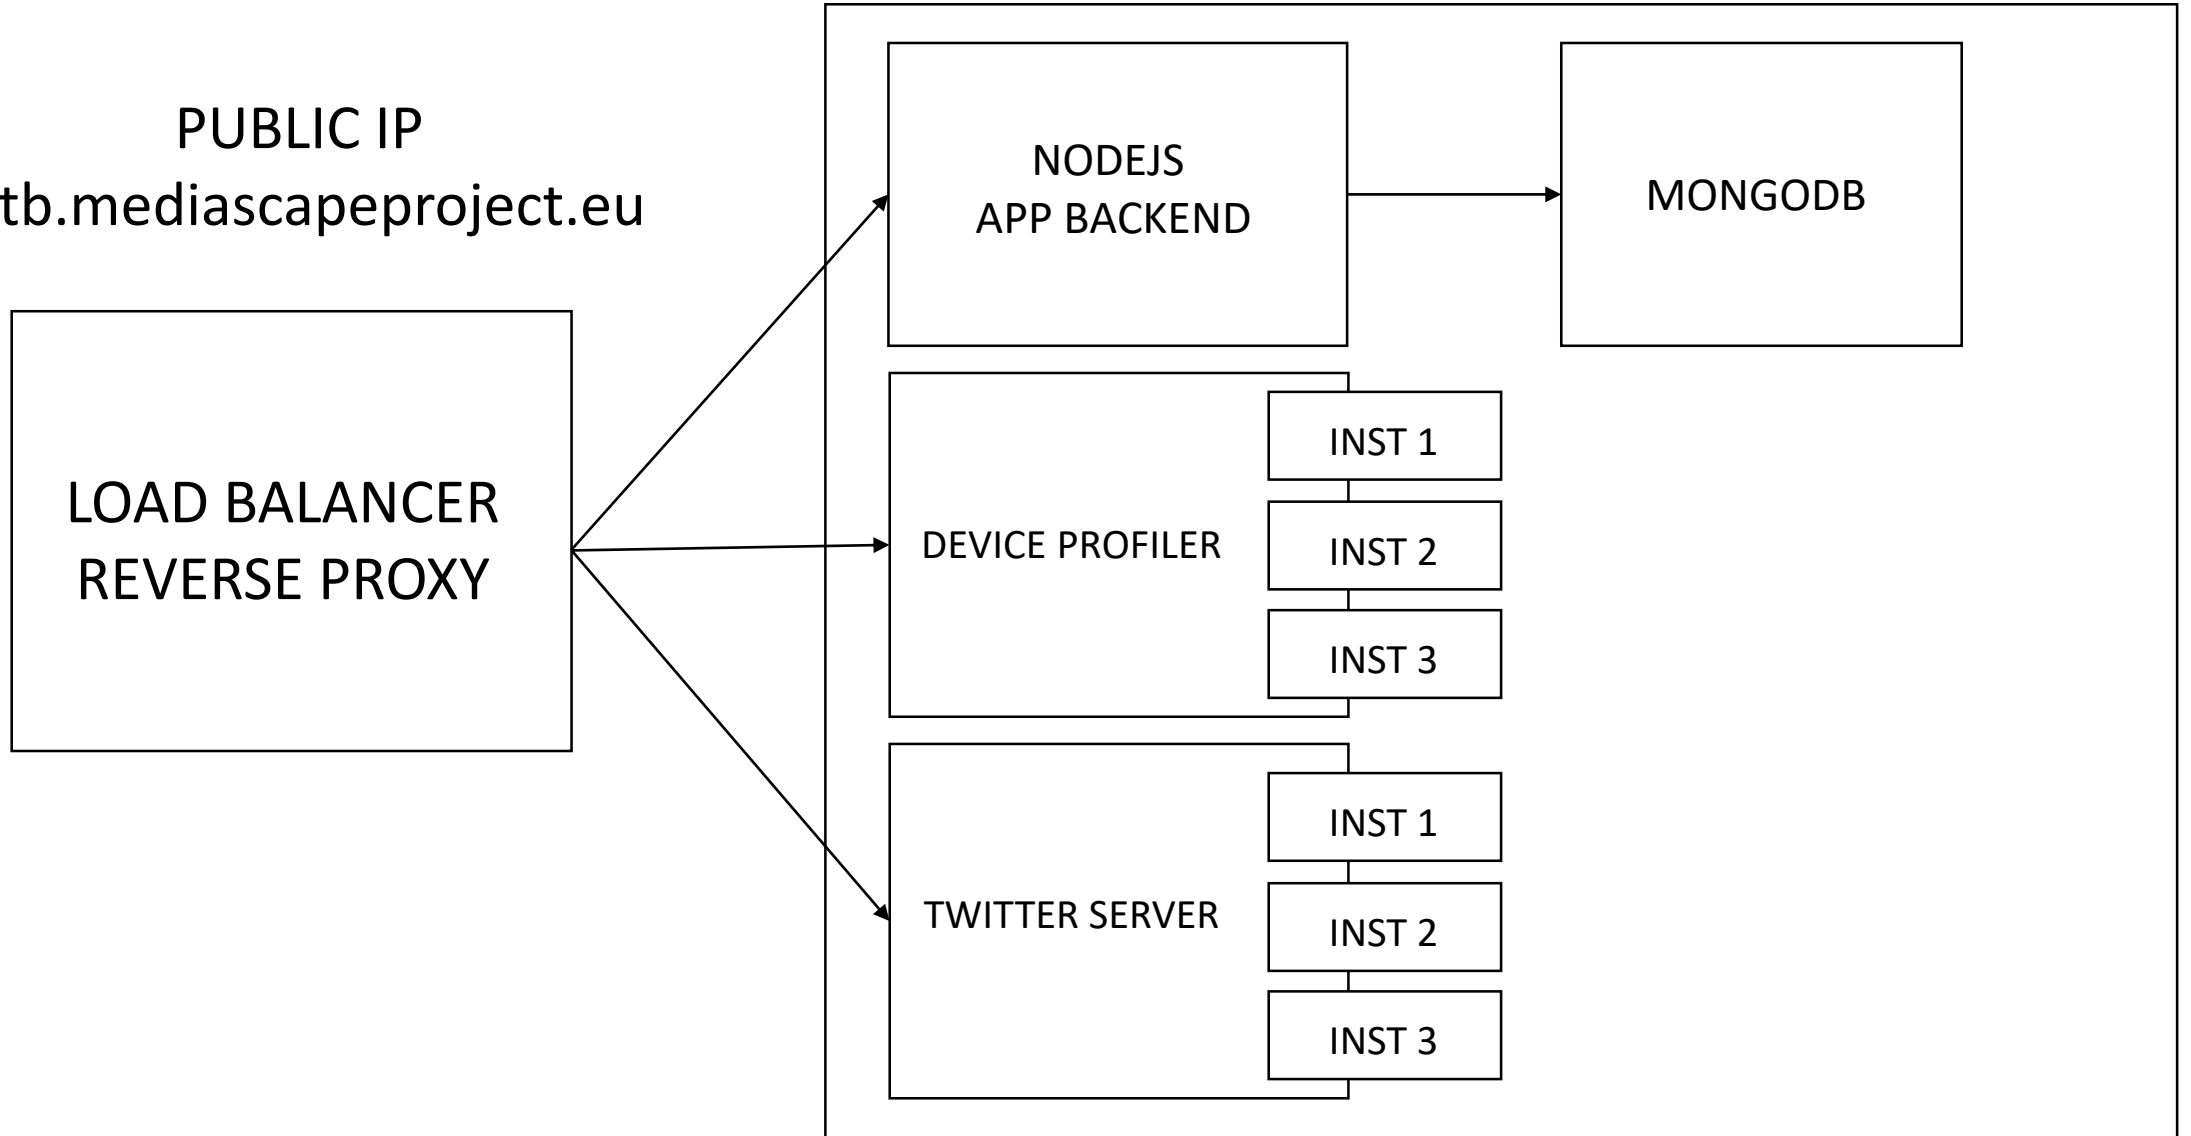 PUBLIC IP
tb.mediascapeproject.eu
LOAD BALANCER
REVERSE PROXY
NODEJS
APP BACKEND
MONGODB
DEVICE PROFILER
INST 1
INST 2
INST 3
TWITTER SERVER
INST 1
INST 2
INST 3